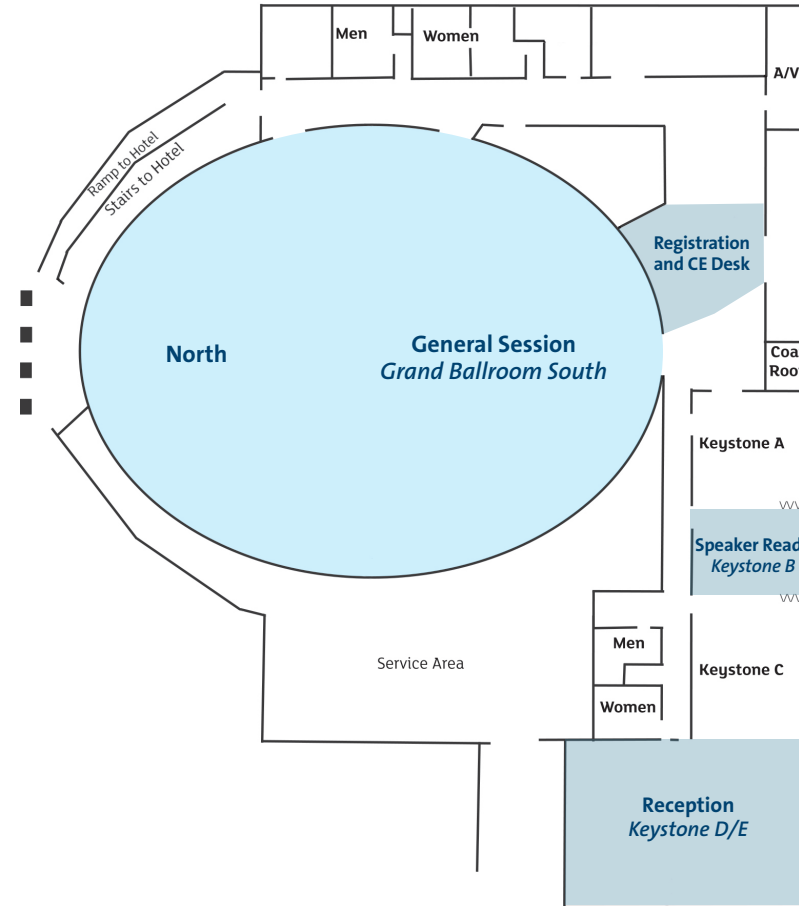 Men
Women
A/V
Ramp to Hotel
Stairs to Hotel
Registration
and CE Desk
North
General Session
Grand Ballroom South
Keystone A
Speaker
Keystone B
Men
Service Area
Keystone C
Women
Reception
Keystone D/E